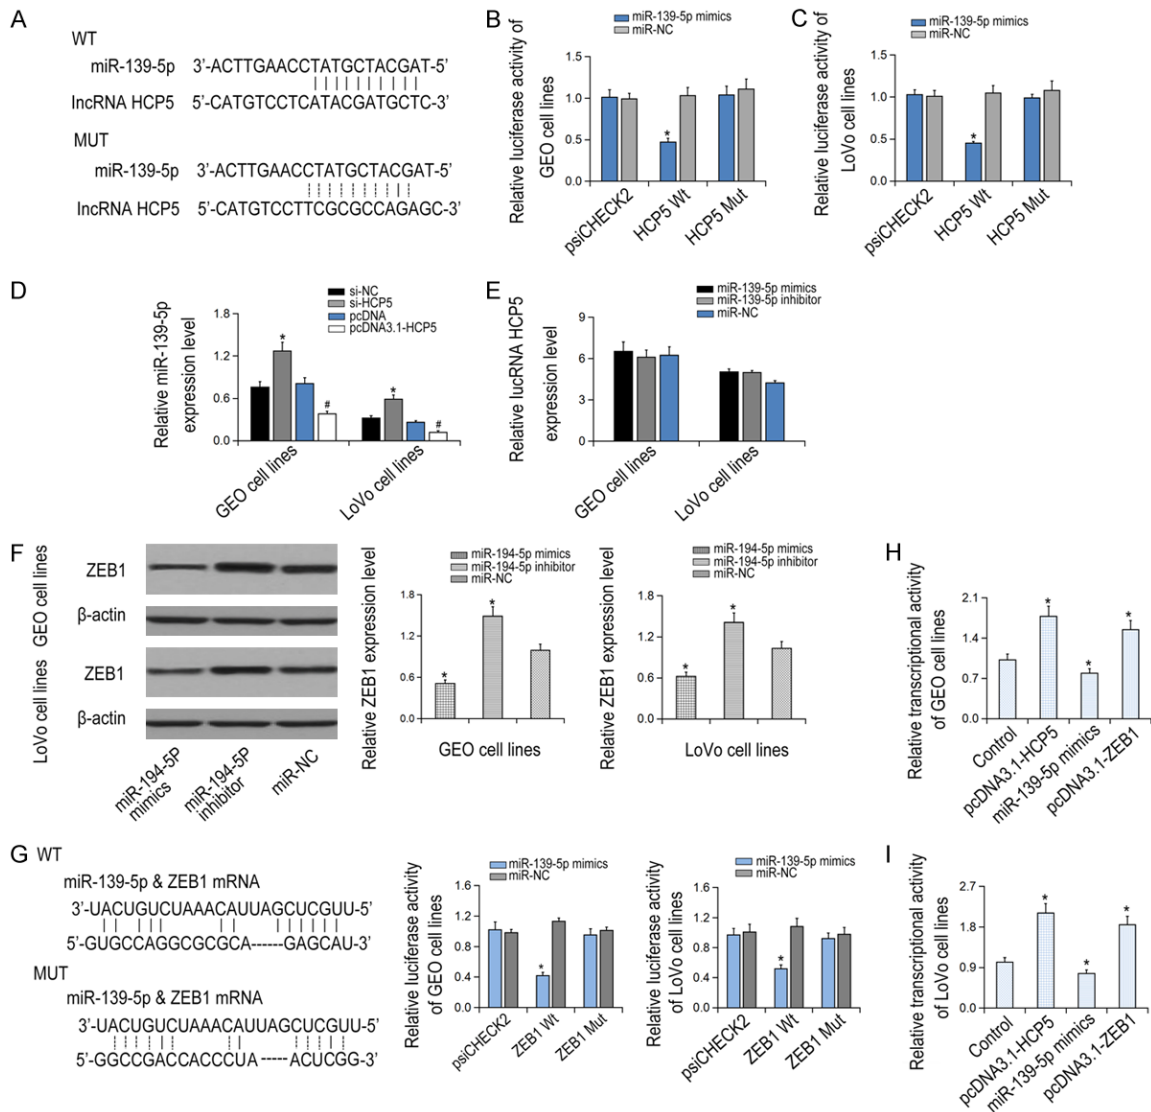 A
WT
miR-139-5p 3'-ACTTGAACCTATGCTACGAT-5'
lncRNA HCP5 5'-CATGTCCTCATACGATGCTC-3'
MUT
miR-139-5p 3'-ACTTGAACCTATGCTACGAT-5'
lncRNA HCP5 5'-CATGTCCTTCGCGCCAGAGC-3'
B
miR-139-5p mimics
miR-NC
Relative luciferase activity of
GEO cell lines
1.5
1.0
0.5
0.0
*
psiCHECK2
HCP5 Wt
HCP5 Mut
C
miR-139-5p mimics
miR-NC
Relative luciferase activity of
LoVo cell lines
1.5
1.0
0.5
0.0
*
psiCHECK2
HCP5 Wt
HCP5 Mut
D
si-NC
si-HCP5
pcDNA
pcDNA3.1-HCP5
Relative miR-139-5p
expression level
1.8
1.2
0.6
0.0
*
#
*
#
GEO cell lines
LoVo cell lines
E
miR-139-5p mimics
miR-139-5p inhibitor
miR-NC
Relative lucRNA HCP5
expression level
9
6
3
0
GEO cell lines
LoVo cell lines
F
GEO cell lines
ZEB1
β-actin
LoVo cell lines
ZEB1
β-actin
miR-194-5P
mimics
miR-194-5P
inhibitor
miR-NC
miR-194-5p mimics
miR-194-5p inhibitor
miR-NC
Relative ZEB1 expression level
1.8
1.2
0.6
0.0
*
*
GEO cell lines
miR-194-5p mimics
miR-194-5p inhibitor
miR-NC
Relative ZEB1 expression level
1.8
1.2
0.6
0.0
*
*
LoVo cell lines
H
Relative transcriptional activity
of GEO cell lines
2.1
1.4
0.7
0.0
*
*
*
Control
pcDNA3.1-HCP5
miR-139-5p mimics
pcDNA3.1-ZEB1
G
WT
miR-139-5p & ZEB1 mRNA
3'-UACUGUCUAAACAUUAGCUCGUU-5'
5'-GUGCCAGGCGCGCA------GAGCAU-3'
MUT
miR-139-5p & ZEB1 mRNA
3'-UACUGUCUAAACAUUAGCUCGUU-5'
5'-GGCCGACCACCCUA-----ACUCGG-3'
miR-139-5p mimics
miR-NC
Relative luciferase activity
of GEO cell lines
1.6
1.2
0.8
0.4
0.0
*
psiCHECK2
ZEB1 Wt
ZEB1 Mut
miR-139-5p mimics
miR-NC
Relative luciferase activity
of LoVo cell lines
1.6
1.2
0.8
0.4
0.0
*
psiCHECK2
ZEB1 Wt
ZEB1 Mut
I
Relative transcriptional activity
of LoVo cell lines
2.7
1.8
0.9
0.0
*
*
*
Control
pcDNA3.1-HCP5
miR-139-5p mimics
pcDNA3.1-ZEB1